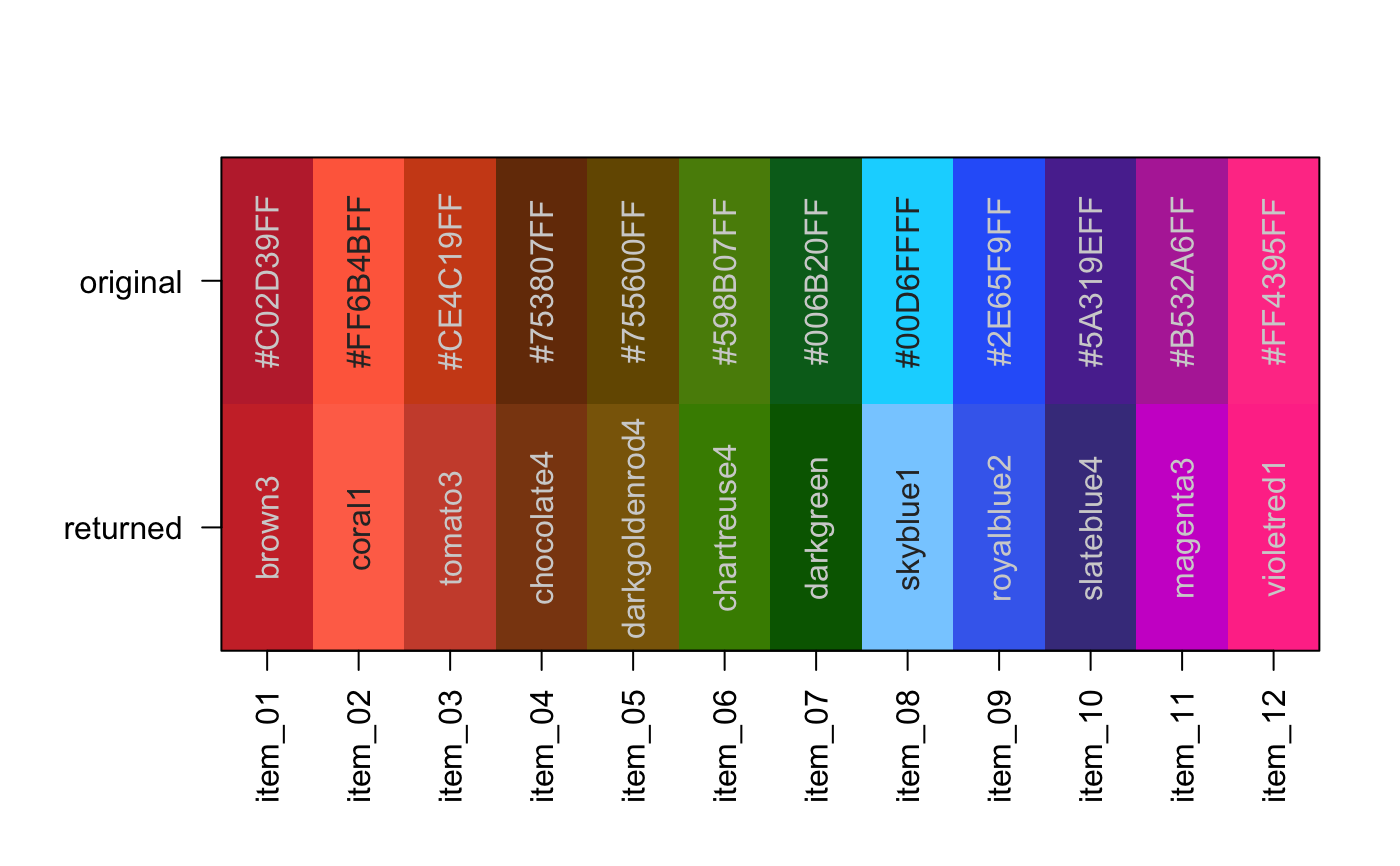 original
#C02D39FF
#FF6B4BFF
#CE4C19FF
#753807FF
#755600FF
#598B07FF
#006B20FF
#00D6FFFF
#2E65F9FF
#5A319EFF
#B532A6FF
#FF4395FF
returned
brown3
coral1
tomato3
chocolate4
darkgoldenrod4
chartreuse4
darkgreen
skyblue1
royalblue2
slateblue4
magenta3
violetred1
item_01
item_02
item_03
item_04
item_05
item_06
item_07
item_08
item_09
item_10
item_11
item_12